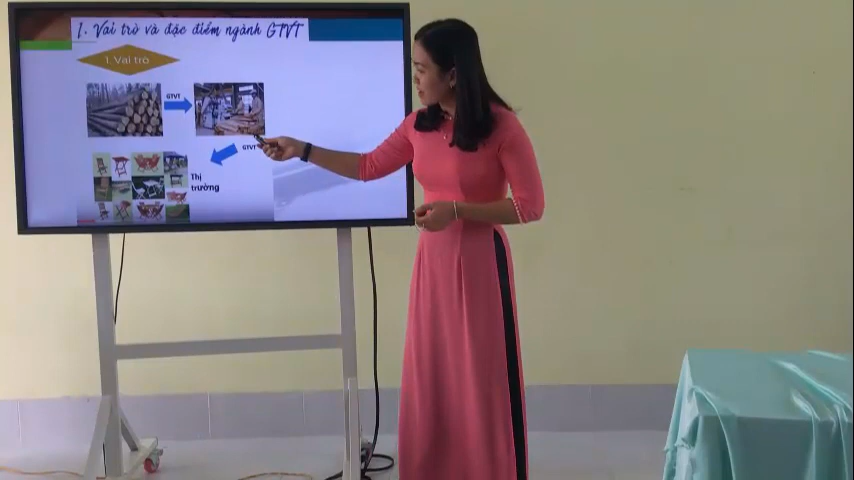 I. Vai trò và đặc điểm ngành GTVT
1. Vai trò
GTVT
GTVT
Thị
trường